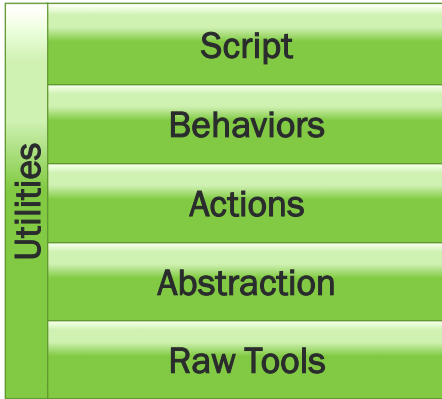 Utilities
Script
Behaviors
Actions
Abstraction
Raw Tools